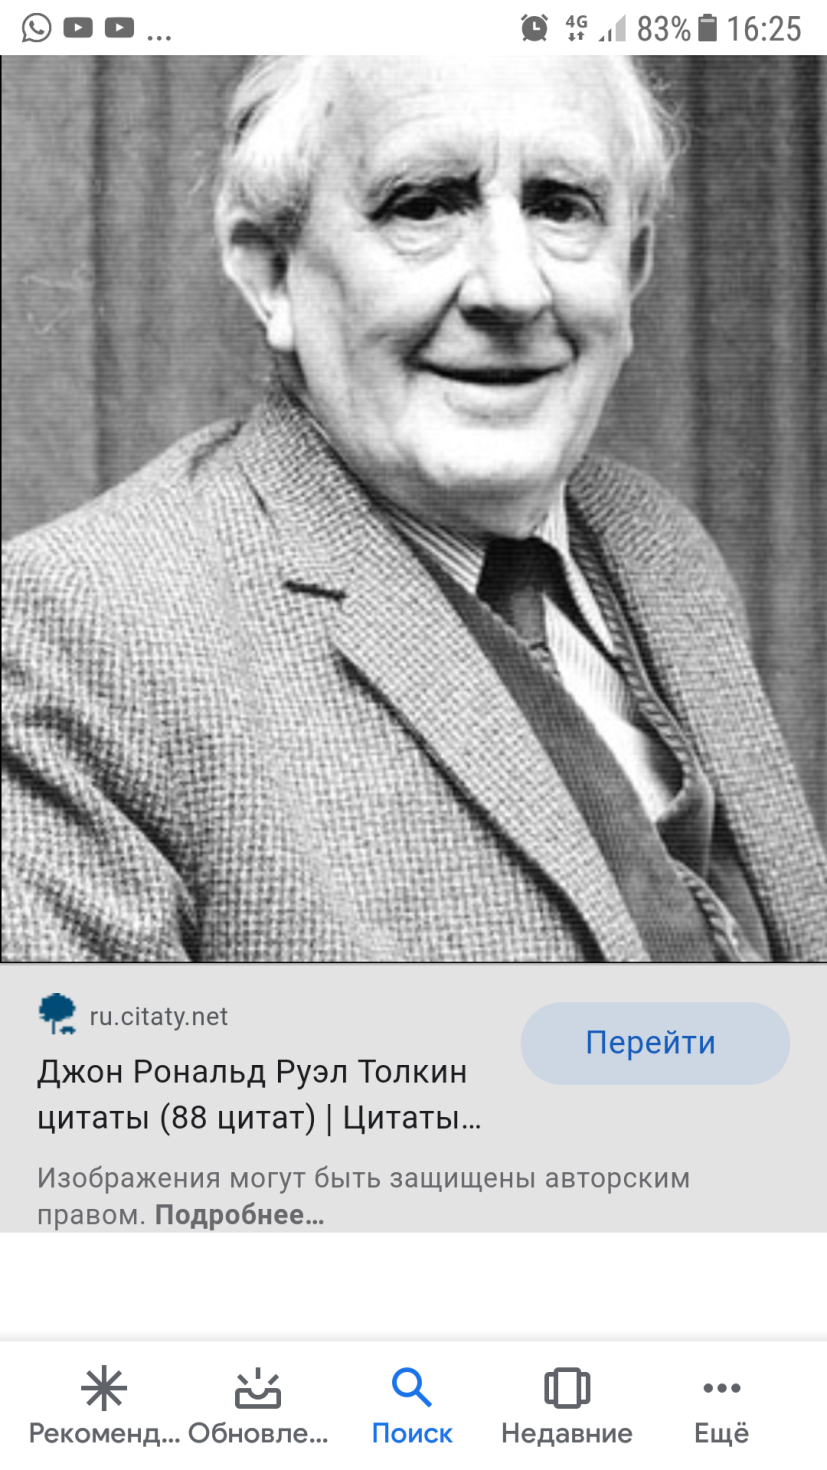 ... 4G 83% 16:25
ru.citaty.net
Перейти
Джон Рональд Руэл Толкин
цитаты (88 цитат) | Цитаты...
Изображения могут быть защищены авторским
правом. Подробнее...
Рекоменд... Обновле... Поиск Недавние Ещё